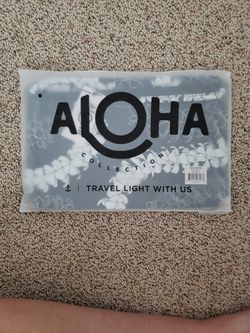 ALOHA
COLLECTION
| TRAVEL LIGHT WITH US